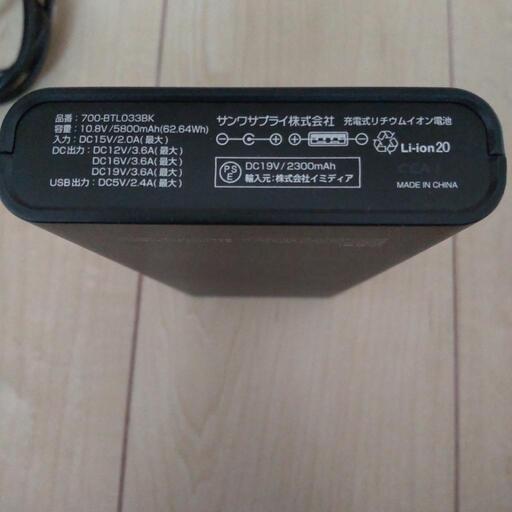 品番：700-BTL033BK
容量：10.8V/5800mAh(62.64Wh)
入力：DC15V/2.0A(最大)
DC出力：DC12V/3.6A(最大)
DC16V/3.6A(最大)
DC19V/3.6A(最大)
USB出力：DC5V/2.4A(最大)
サンワサプライ株式会社 充電式リチウムイオン電池
Li-ion20
PSE
DC19V/2300mAh
輸入元：株式会社イミディア
MADE IN CHINA